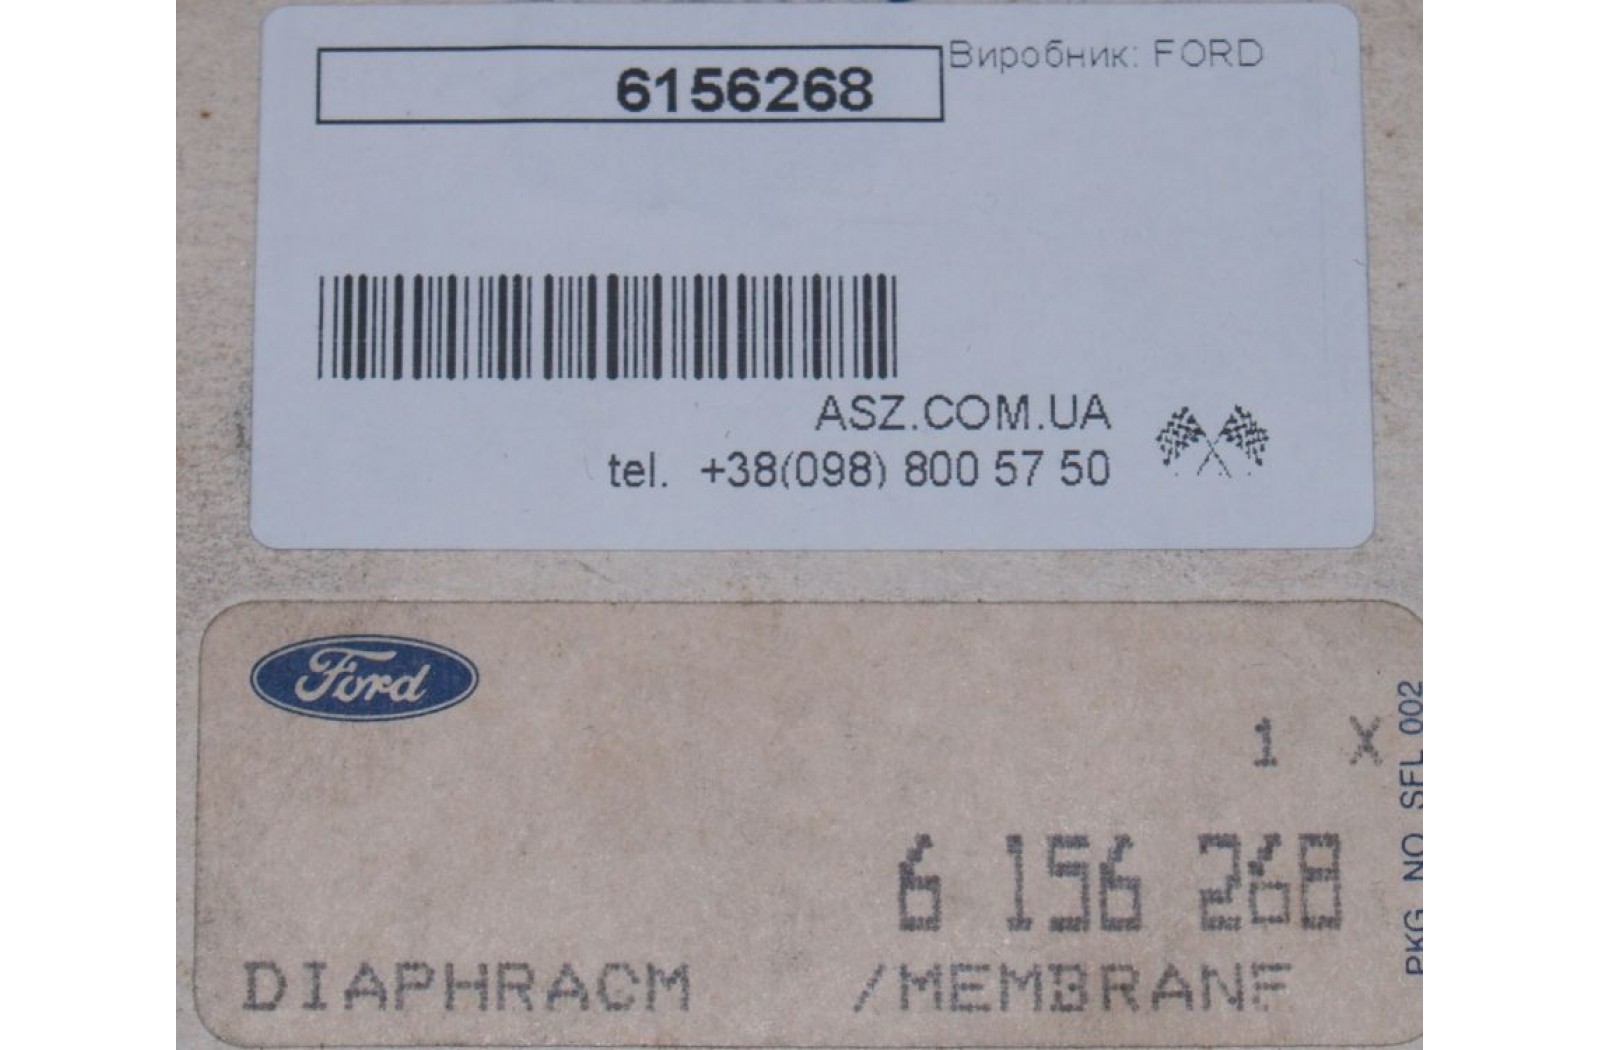 6156268
Виробник: FORD
ASZ.COM.UA
tel. +38(098) 800 57 50
Ford
1 X
PKG NO SFL 002
6 156 268
DIAPHRAGM /MEMBRANE